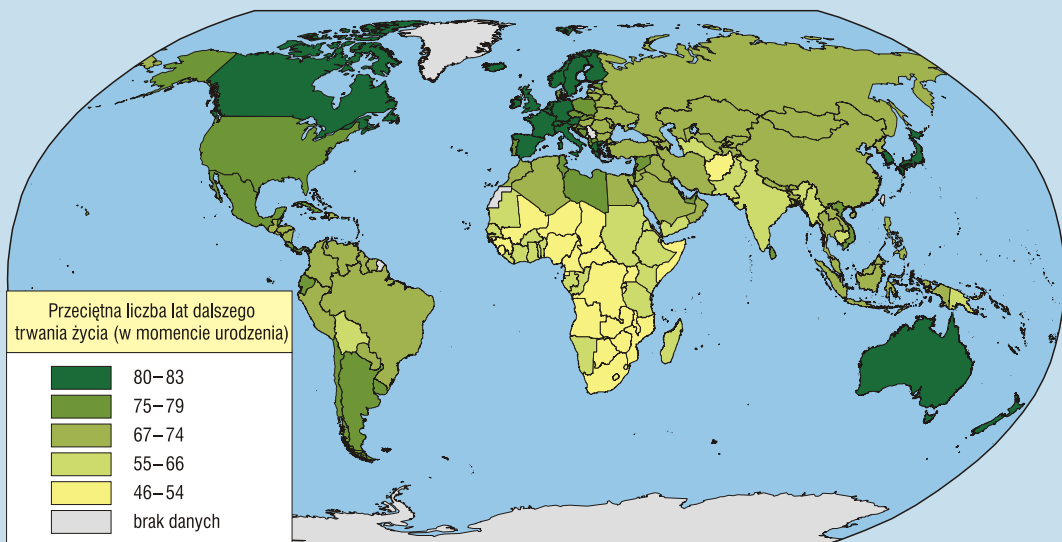 Przeciętna liczba lat dalszego
trwania życia (w momencie urodzenia)
80–83
75–79
67–74
55–66
46–54
brak danych